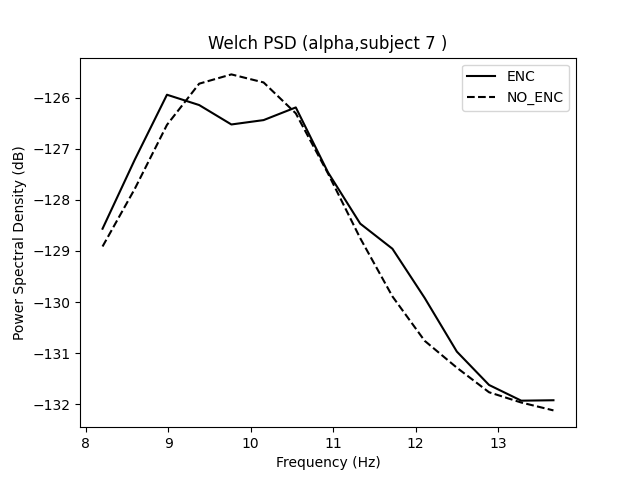 Welch PSD (alpha,subject 7 )
ENC
NO_ENC
Power Spectral Density (dB)
−126
−127
−128
−129
−130
−131
−132
8
9
10
11
12
13
Frequency (Hz)